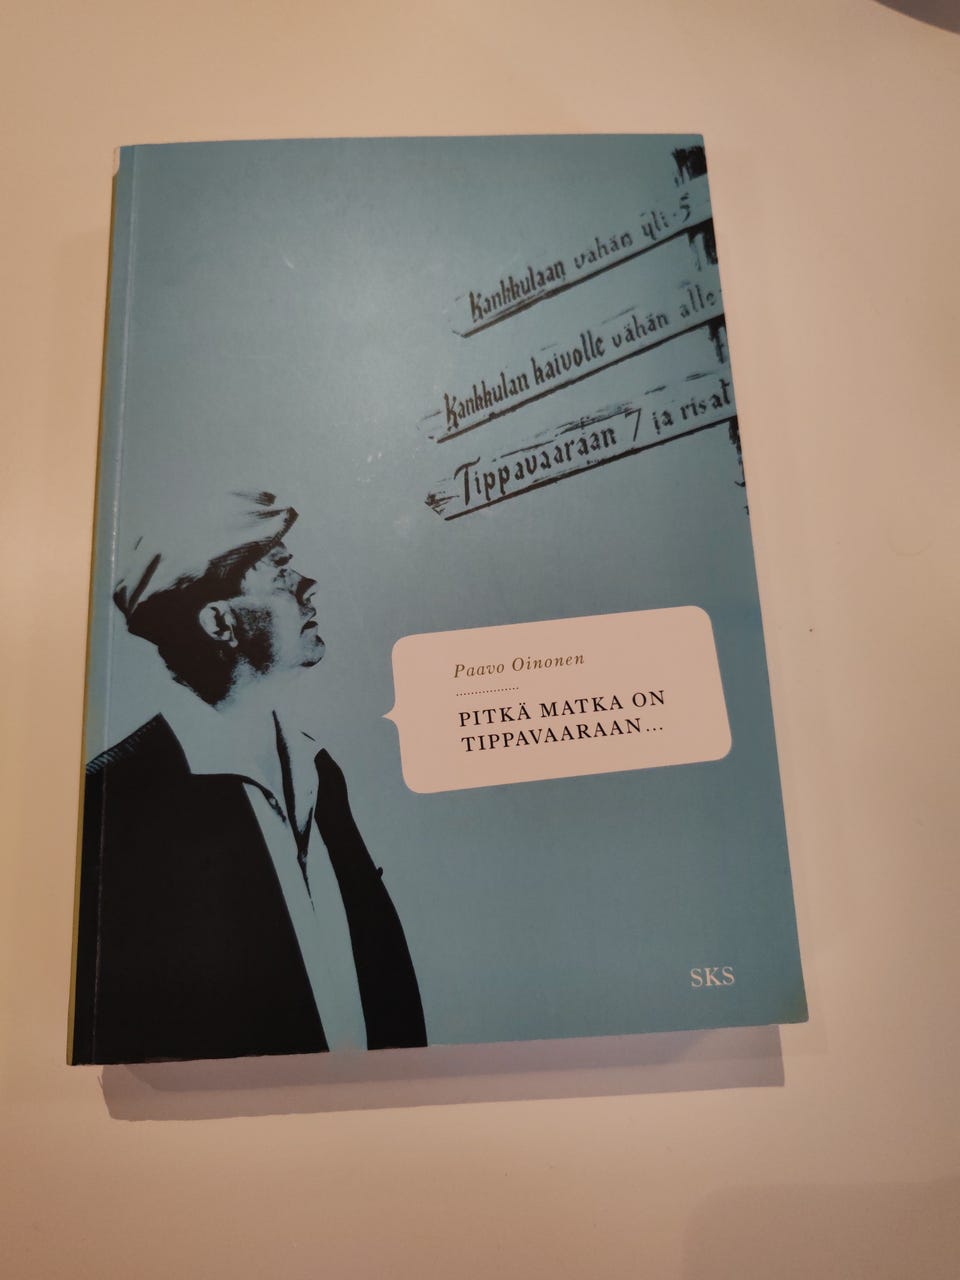 Kankkulaan vähän yli 5
Kankkulan kaivolle vähän alle
Tippavaaraan 7 ja risat
Paavo Oinonen
PITKÄ MATKA ON
TIPPAVAARAAN...
SKS